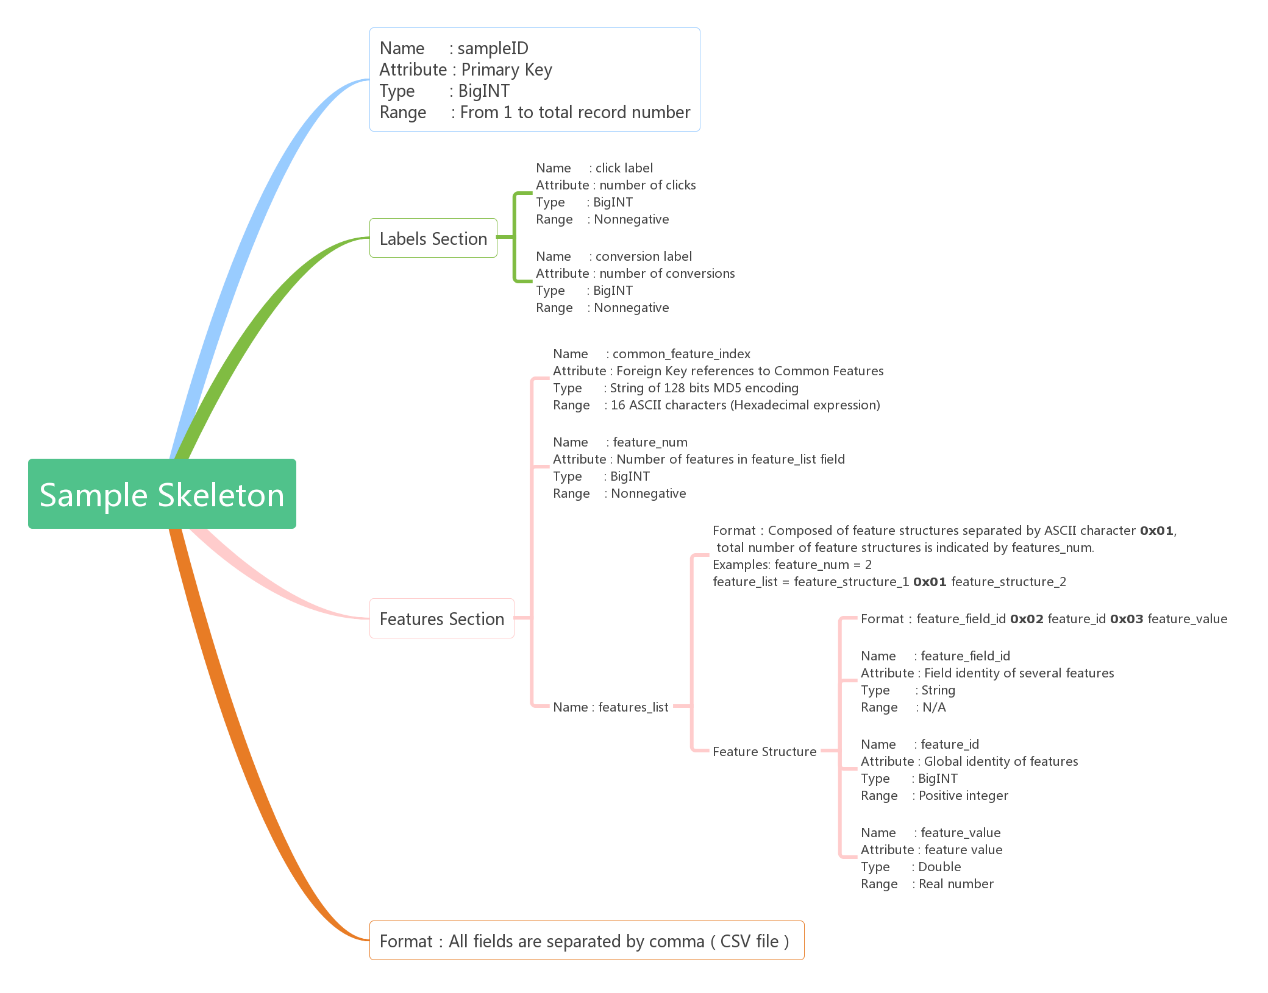 Sample Skeleton
Name : sampleID
Attribute : Primary Key
Type : BigINT
Range : From 1 to total record number
Labels Section
Name : click label
Attribute : number of clicks
Type : BigINT
Range : Nonnegative
Name : conversion label
Attribute : number of conversions
Type : BigINT
Range : Nonnegative
Features Section
Name : common_feature_index
Attribute : Foreign Key references to Common Features
Type : String of 128 bits MD5 encoding
Range : 16 ASCII characters (Hexadecimal expression)
Name : feature_num
Attribute : Number of features in feature_list field
Type : BigINT
Range : Nonnegative
Name : features_list
Format : Composed of feature structures separated by ASCII character 0x01,
total number of feature structures is indicated by features_num.
Examples: feature_num = 2
feature_list = feature_structure_1 0x01 feature_structure_2
Feature Structure
Format : feature_field_id 0x02 feature_id 0x03 feature_value
Name : feature_field_id
Attribute : Field identity of several features
Type : String
Range : N/A
Name : feature_id
Attribute : Global identity of features
Type : BigINT
Range : Positive integer
Name : feature_value
Attribute : feature value
Type : Double
Range : Real number
Format : All fields are separated by comma ( CSV file )